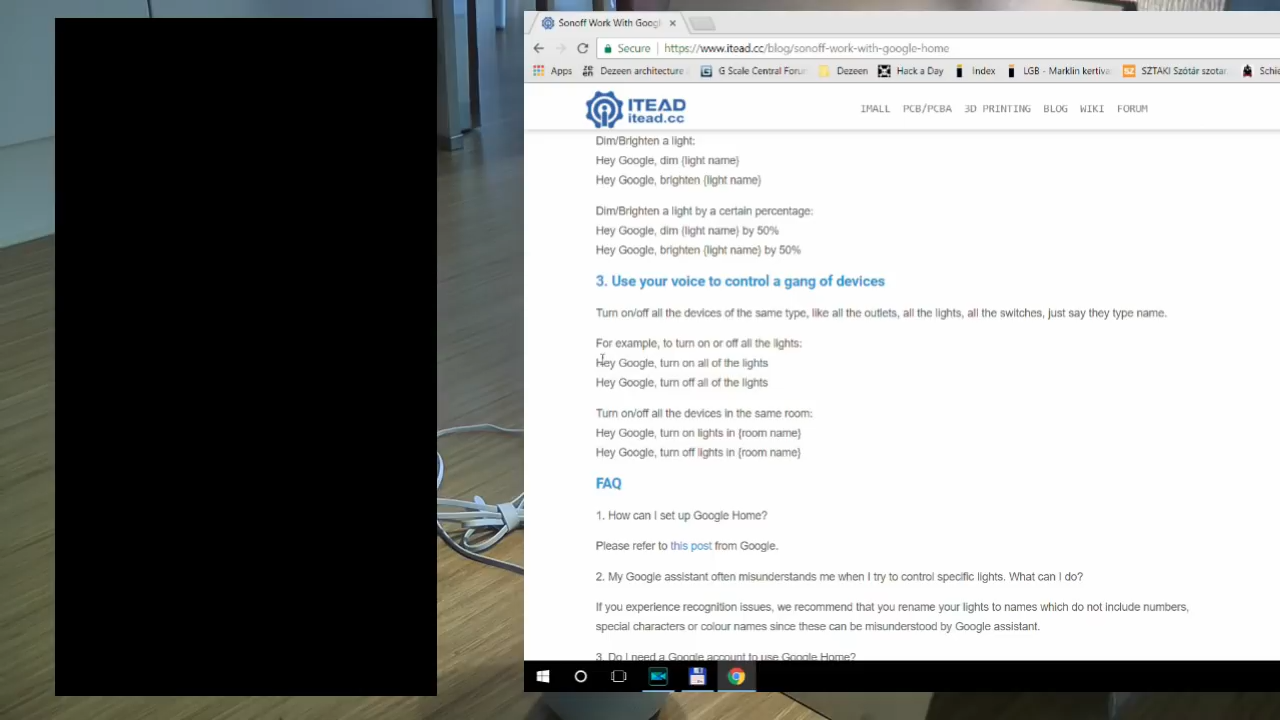 Sonoff Work With Googl
Secure https://www.itead.cc/blog/sonoff-work-with-google-home
Apps Dezeen architecture G Scale Central Forum Dezeen Hack a Day Index LGB - Marklin kertiva SZTAKI Szótár szotar
ITEAD
itead.cc
IMALL PCB/PCBA 3D PRINTING BLOG WIKI FORUM
Dim/Brighten a light:
Hey Google, dim {light name}
Hey Google, brighten {light name}
Dim/Brighten a light by a certain percentage:
Hey Google, dim {light name} by 50%
Hey Google, brighten {light name} by 50%
3. Use your voice to control a gang of devices
Turn on/off all the devices of the same type, like all the outlets, all the lights, all the switches, just say they type name.
For example, to turn on or off all the lights:
Hey Google, turn on all of the lights
Hey Google, turn off all of the lights
Turn on/off all the devices in the same room:
Hey Google, turn on lights in {room name}
Hey Google, turn off lights in {room name}
FAQ
1. How can I set up Google Home?
Please refer to this post from Google.
2. My Google assistant often misunderstands me when I try to control specific lights. What can I do?
If you experience recognition issues, we recommend that you rename your lights to names which do not include numbers,
special characters or colour names since these can be misunderstood by Google assistant.
3. Do I need a Google account to use Google Home?